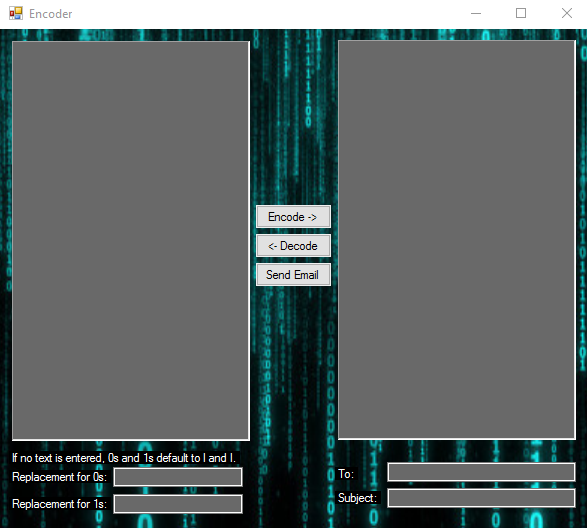 Encoder
Encode ->
<- Decode
Send Email
If no text is entered, 0s and 1s default to l and I.
Replacement for 0s:
Replacement for 1s:
To:
Subject: